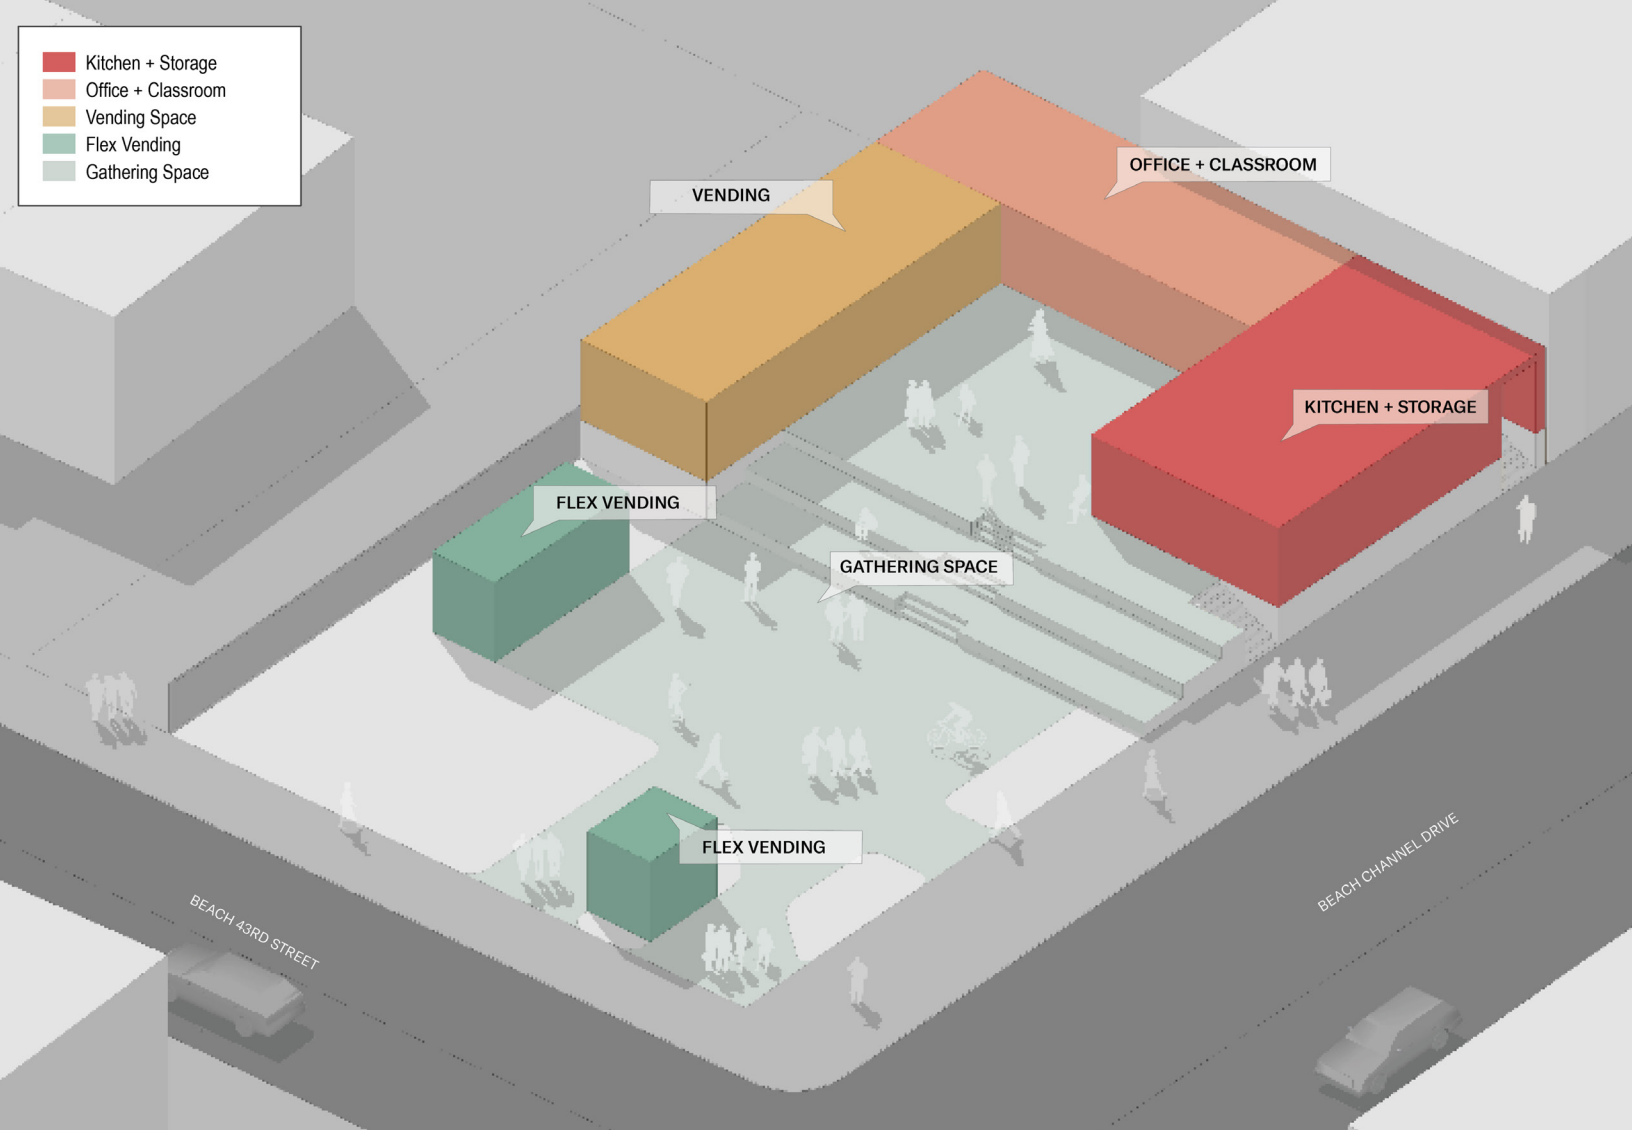 Kitchen + Storage
Office + Classroom
Vending Space
Flex Vending
Gathering Space
OFFICE + CLASSROOM
VENDING
KITCHEN + STORAGE
FLEX VENDING
GATHERING SPACE
FLEX VENDING
BEACH CHANNEL DRIVE
BEACH 43RD STREET